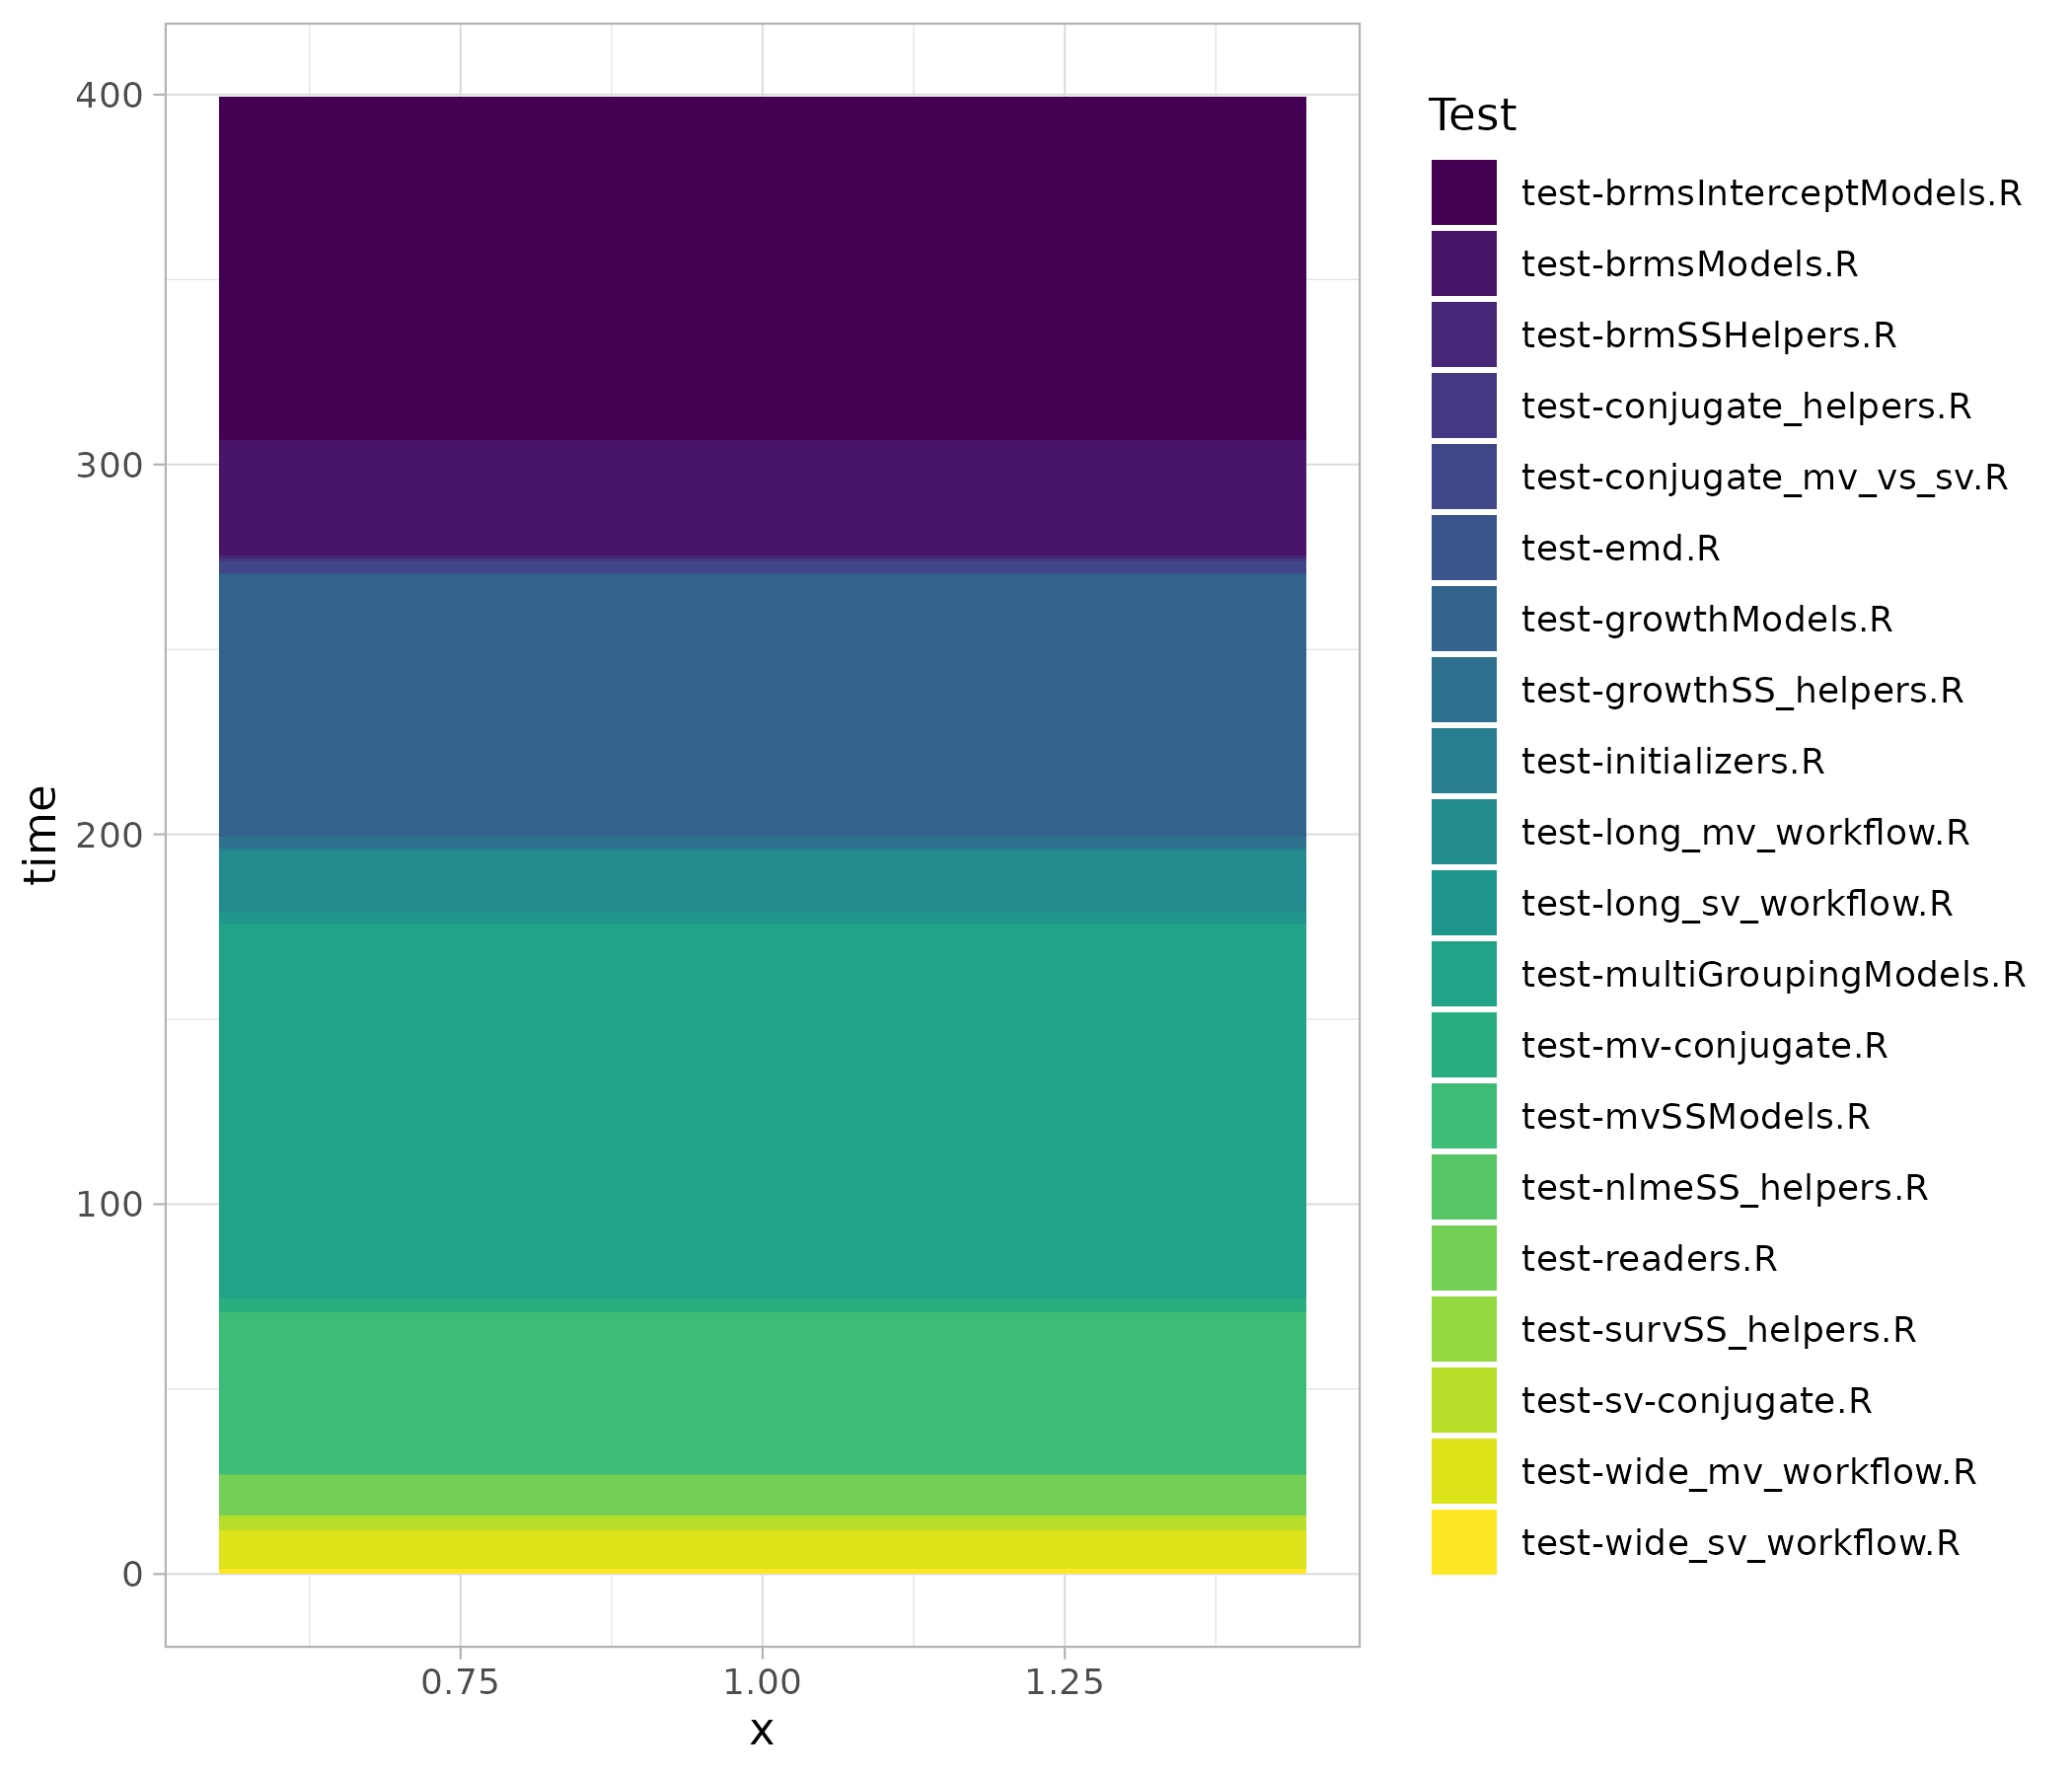 time
400
300
200
100
0
0.75 1.00 1.25
x
Test
test-brmsInterceptModels.R
test-brmsModels.R
test-brmSSHelpers.R
test-conjugate_helpers.R
test-conjugate_mv_vs_sv.R
test-emd.R
test-growthModels.R
test-growthSS_helpers.R
test-initializers.R
test-long_mv_workflow.R
test-long_sv_workflow.R
test-multiGroupingModels.R
test-mv-conjugate.R
test-mvSSModels.R
test-nlmeSS_helpers.R
test-readers.R
test-survSS_helpers.R
test-sv-conjugate.R
test-wide_mv_workflow.R
test-wide_sv_workflow.R